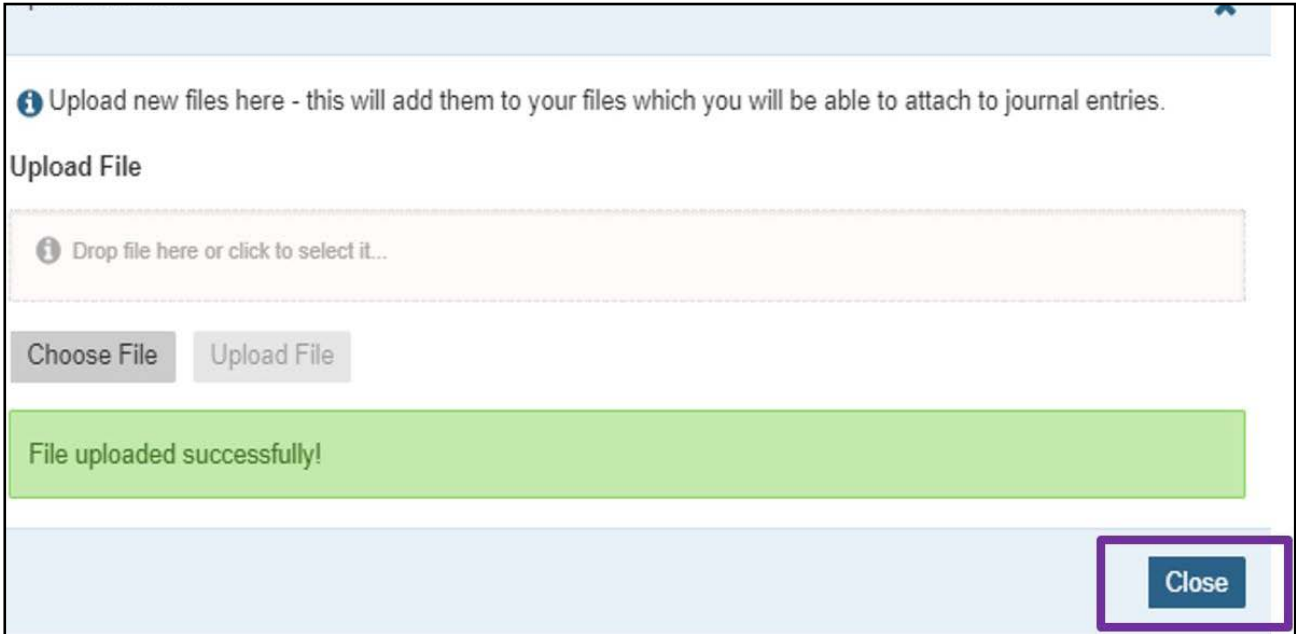 Upload new files here - this will add them to your files which you will be able to attach to journal entries.
Upload File
Drop file here or click to select it...
Choose File Upload File
File uploaded successfully!
Close